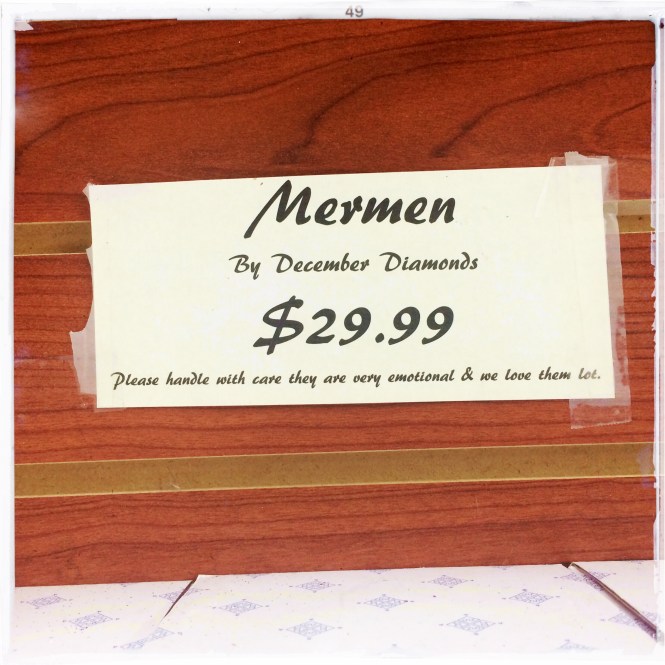 49
Mermen
By December Diamonds
$29.99
Please handle with care they are very emotional & we love them lot.